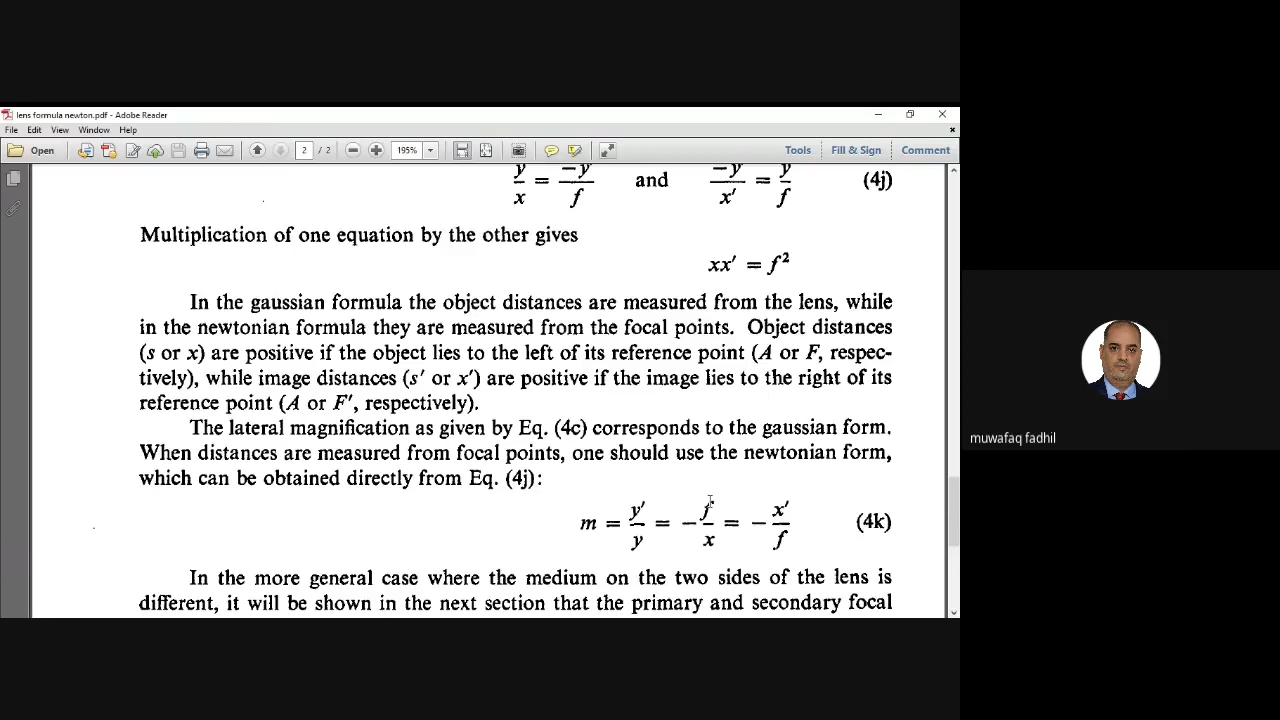 lens formula newton.pdf - Adobe Reader
File Edit View Window Help
Open 2 / 2 195% Tools Fill & Sign Comment
y/x = -y/f and -y/x′ = y/f (4j)
Multiplication of one equation by the other gives
xx′ = f²
In the gaussian formula the object distances are measured from the lens, while
in the newtonian formula they are measured from the focal points. Object distances
(s or x) are positive if the object lies to the left of its reference point (A or F, respec-
tively), while image distances (s′ or x′) are positive if the image lies to the right of its
reference point (A or F′, respectively).
The lateral magnification as given by Eq. (4c) corresponds to the gaussian form.
When distances are measured from focal points, one should use the newtonian form,
which can be obtained directly from Eq. (4j):
m = y′/y = -f/x = -x′/f (4k)
In the more general case where the medium on the two sides of the lens is
different, it will be shown in the next section that the primary and secondary focal
muwafaq fadhil